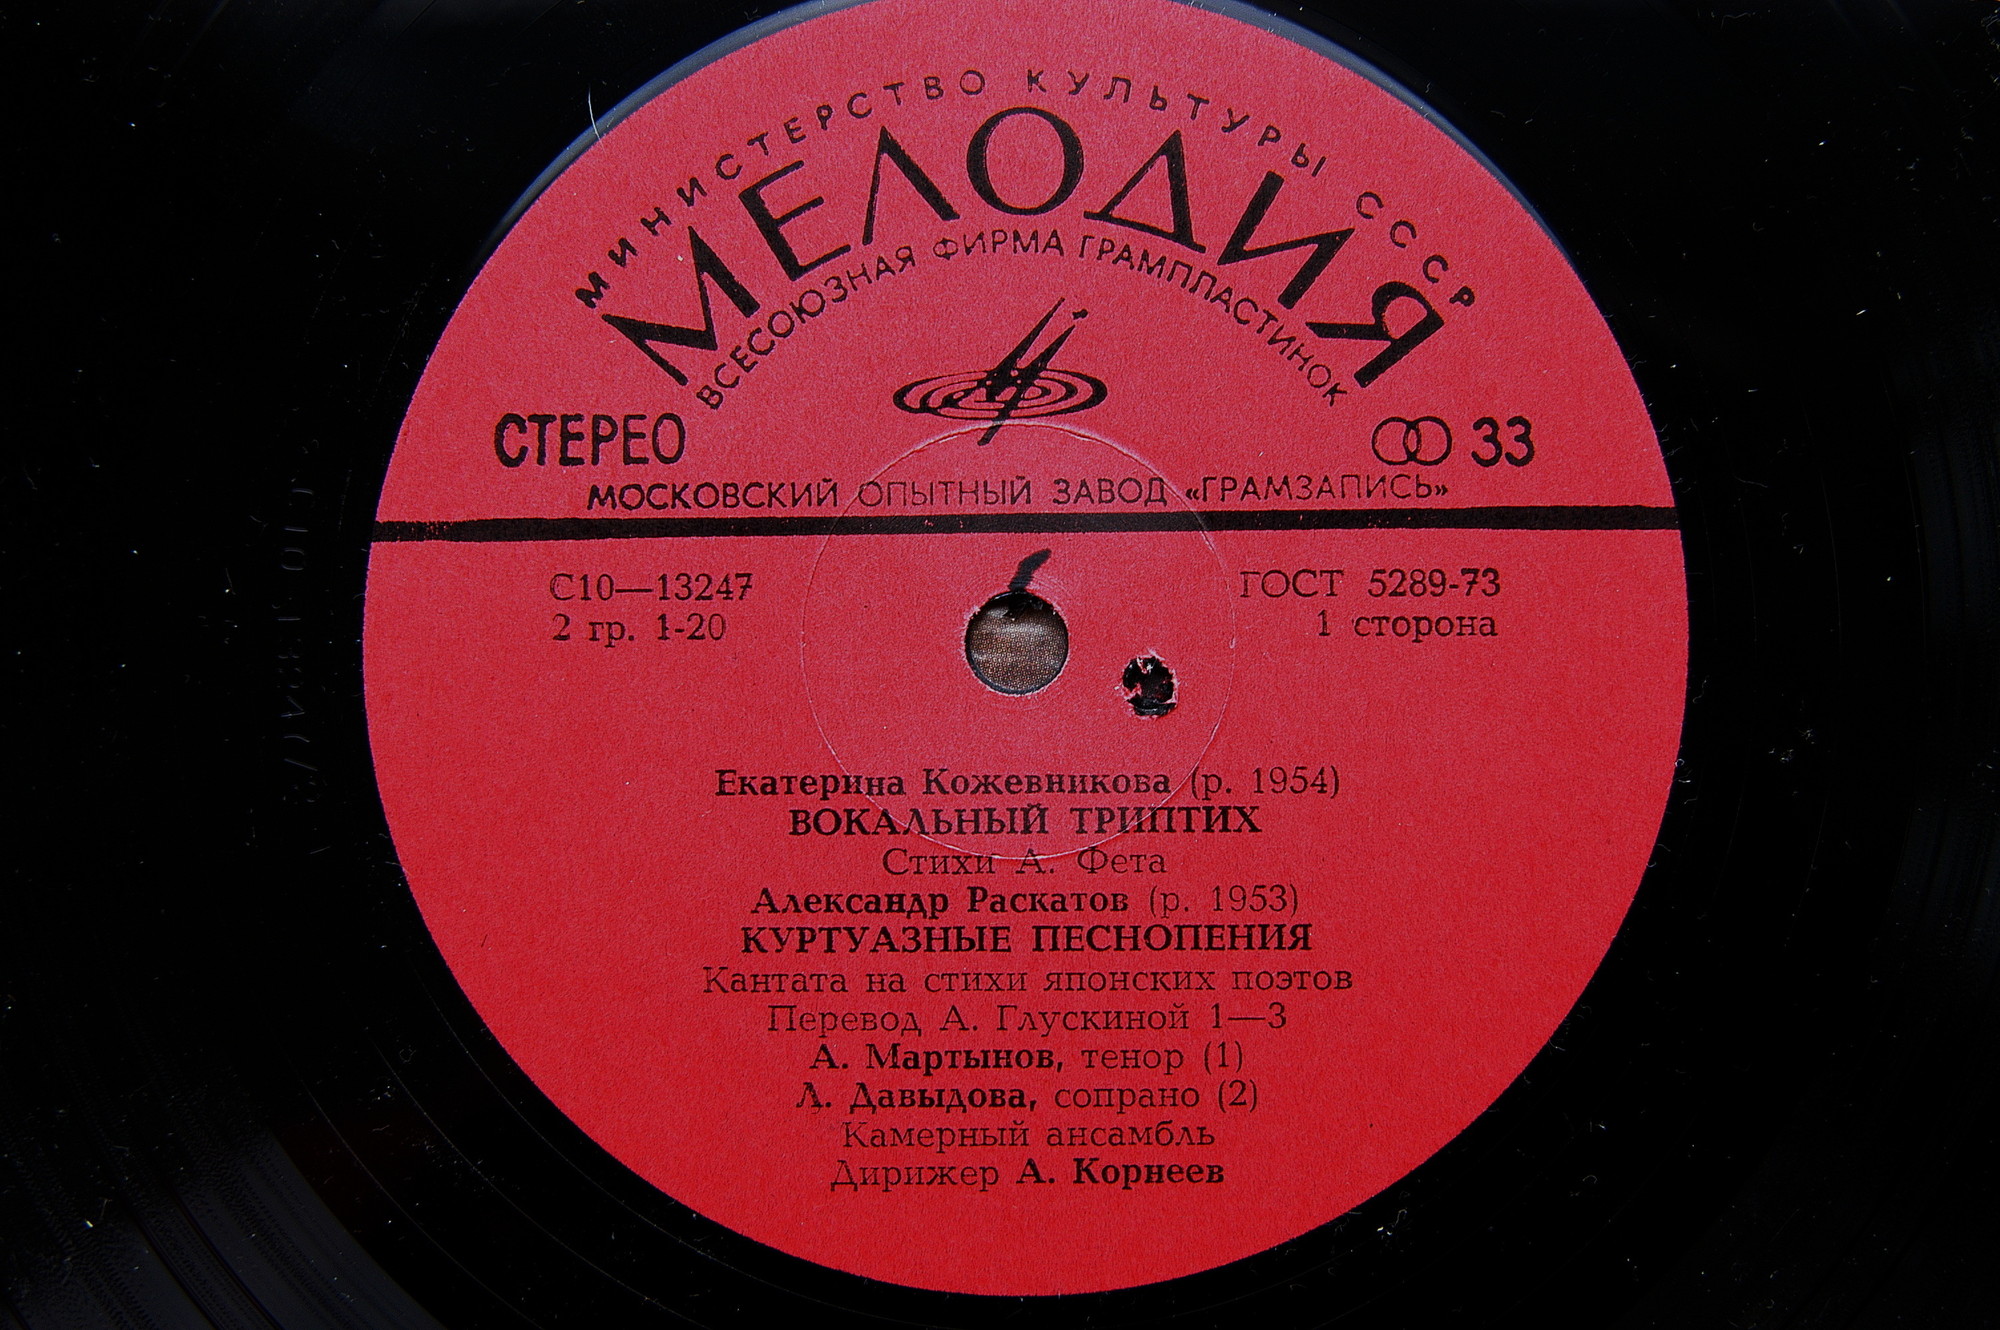 МИНИСТЕРСТВО КУЛЬТУРЫ СССР
МЕЛОДИЯ
ВСЕСОЮЗНАЯ ФИРМА ГРАМПЛАСТИНОК
СТЕРЕО 33
МОСКОВСКИЙ ОПЫТНЫЙ ЗАВОД «ГРАМЗАПИСЬ»
С10—13247 ГОСТ 5289-73
2 гр. 1-20 1 сторона
Екатерина Кожевникова (р. 1954)
ВОКАЛЬНЫЙ ТРИПТИХ
Стихи А. Фета
Александр Раскатов (р. 1953)
КУРТУАЗНЫЕ ПЕСНОПЕНИЯ
Кантата на стихи японских поэтов
Перевод А. Глускиной 1—3
А. Мартынов, тенор (1)
Л. Давыдова, сопрано (2)
Камерный ансамбль
Дирижер А. Корнеев